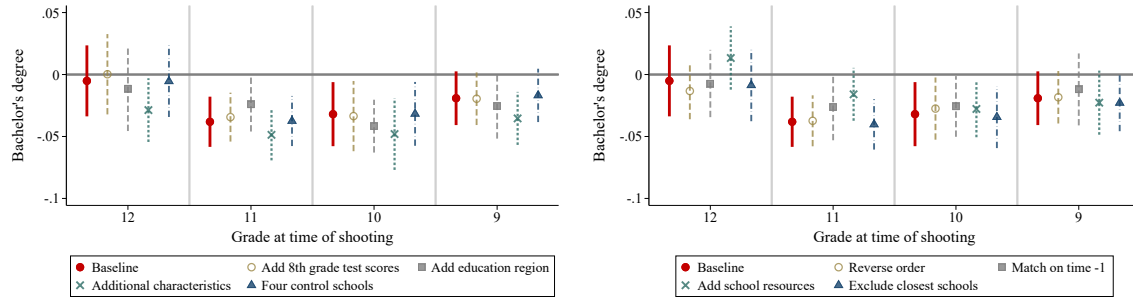 .05
0
-.05
-.1
Bachelor's degree
12 11 10 9
Grade at time of shooting
Baseline Add 8th grade test scores Add education region
Additional characteristics Four control schools
.05
0
-.05
-.1
Bachelor's degree
12 11 10 9
Grade at time of shooting
Baseline Reverse order Match on time -1
Add school resources Exclude closest schools